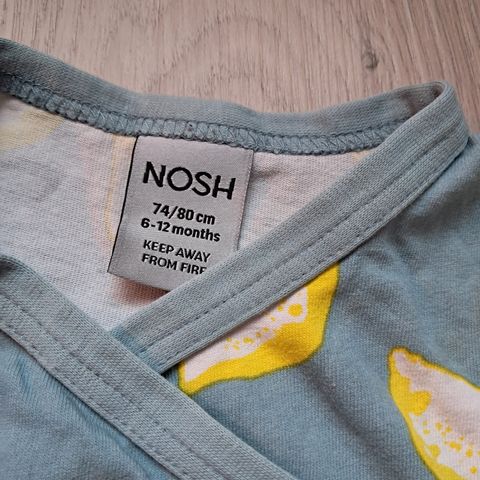 NOSH
74/80 cm
6-12 months
KEEP AWAY
FROM FIRE